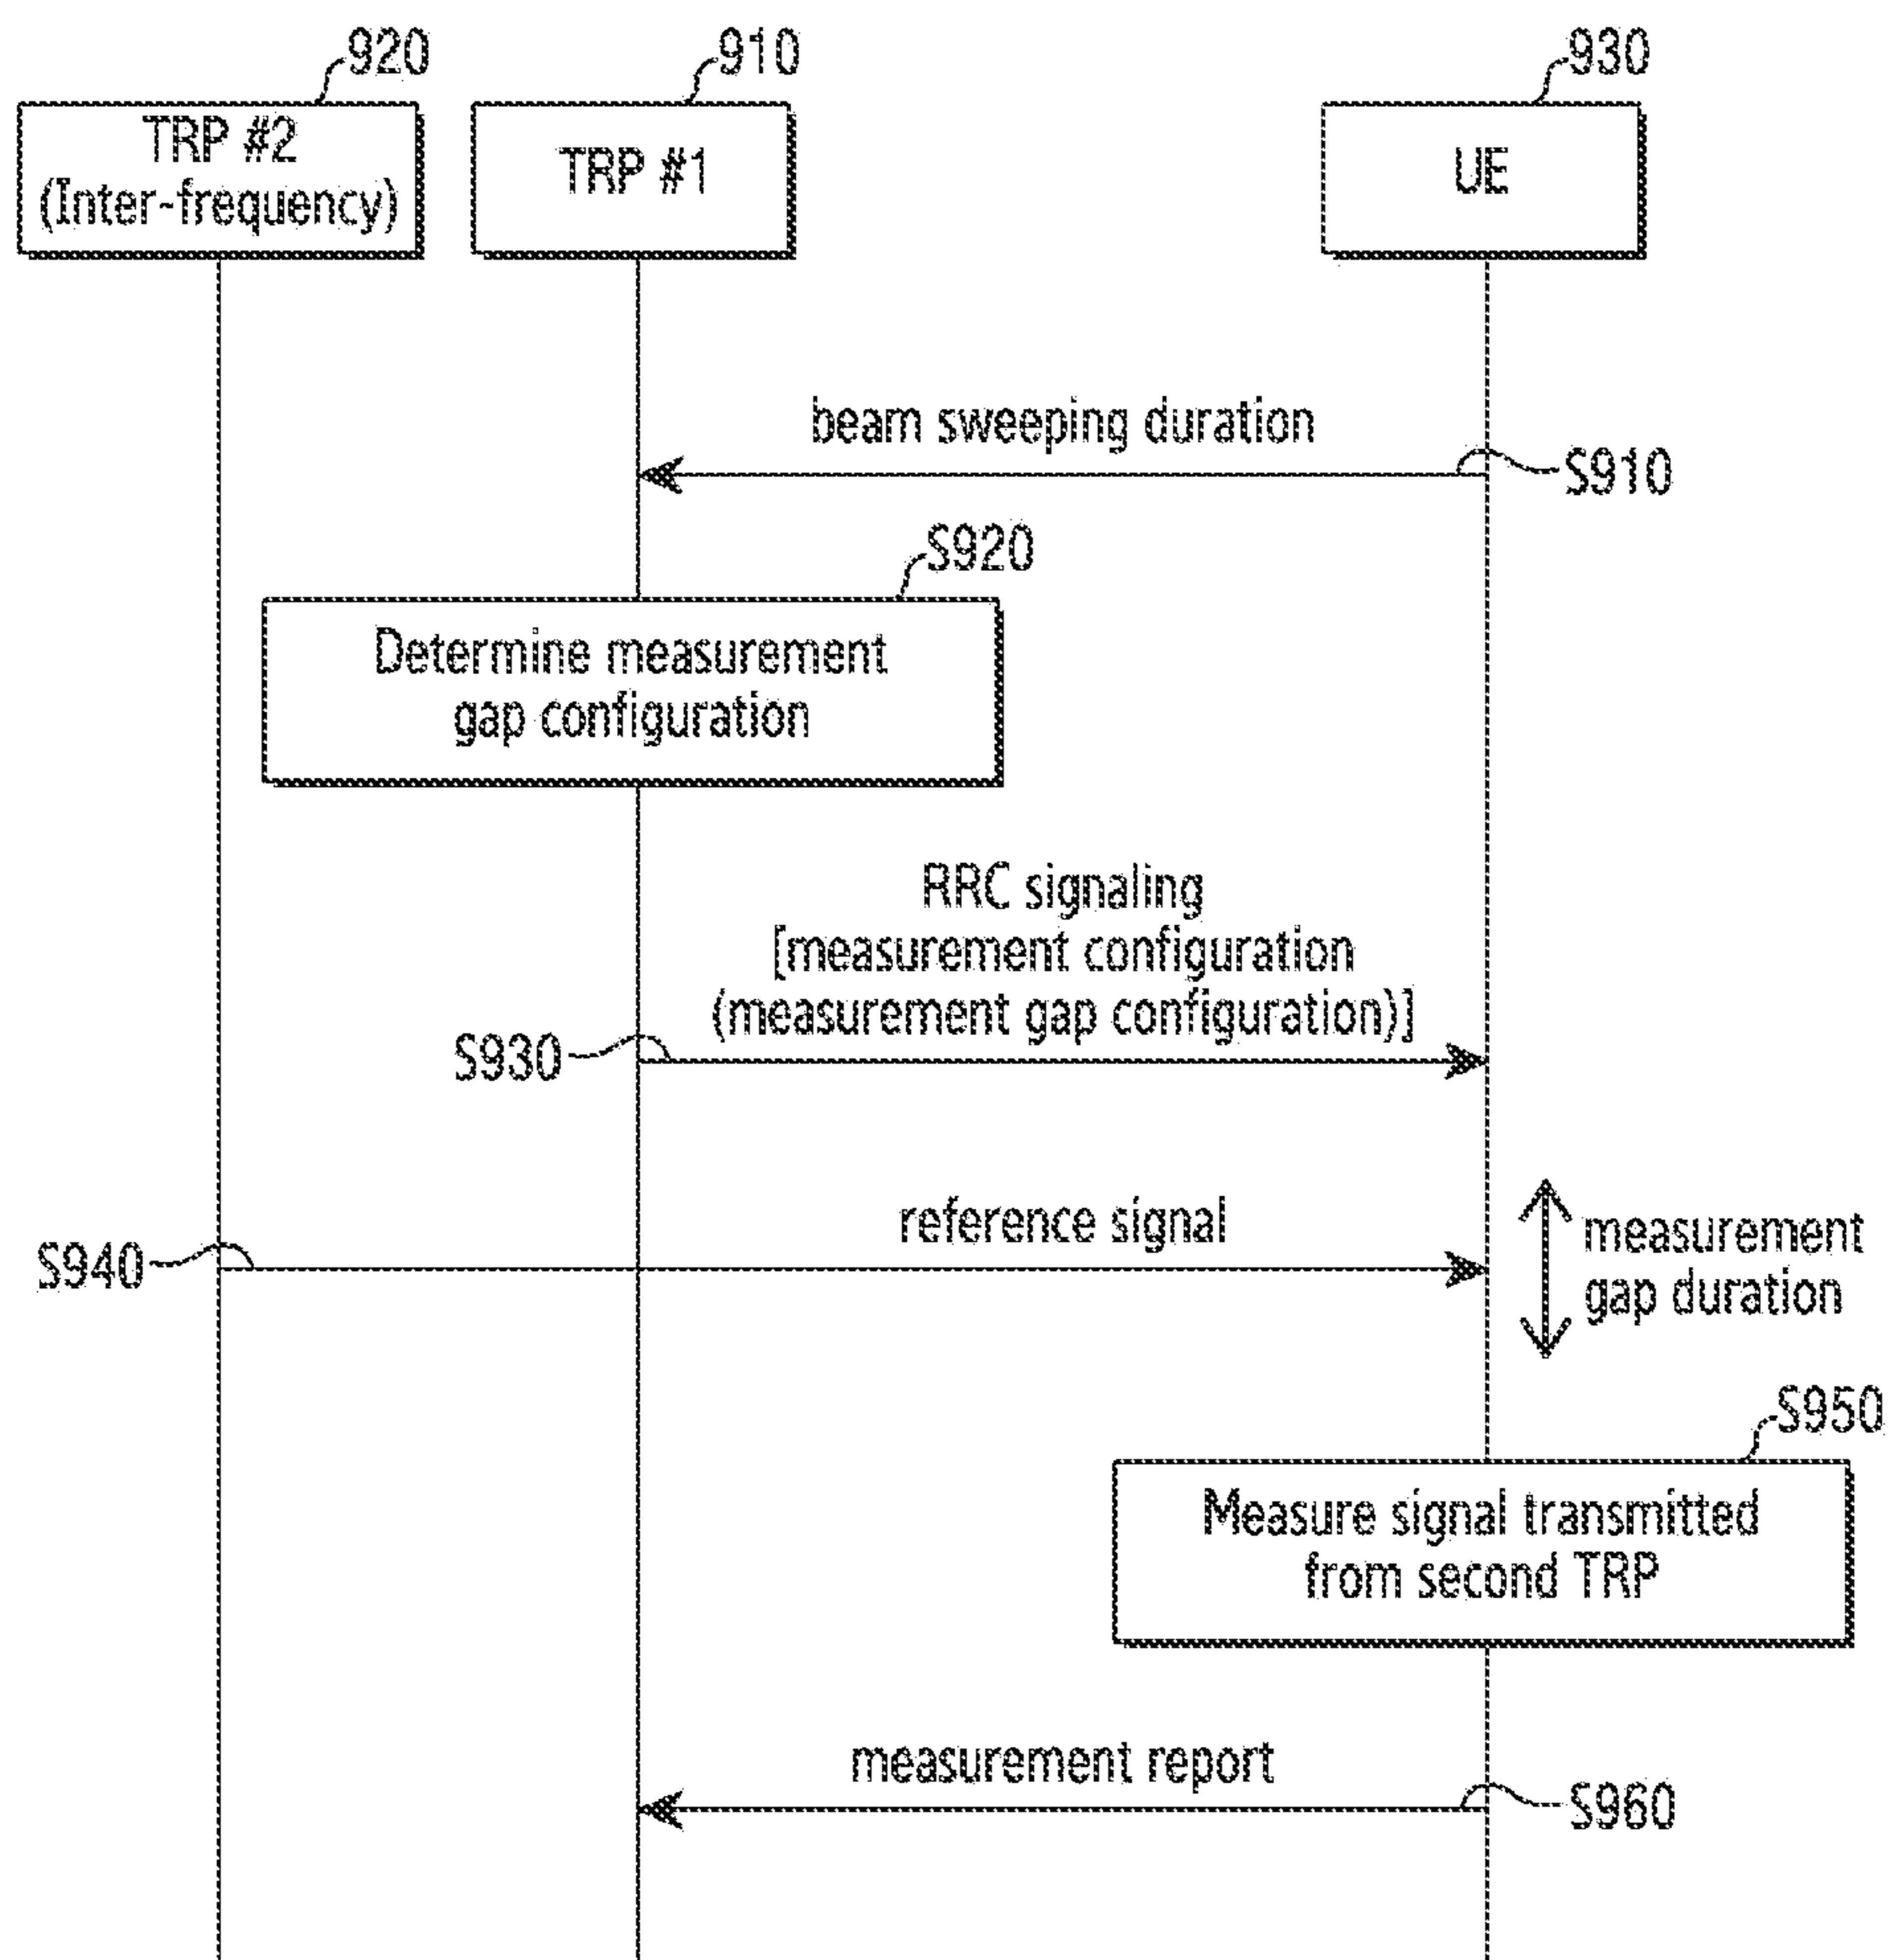 920
910
930
TRP #2
(Inter-frequency)
TRP #1
UE
beam sweeping duration
S910
S920
Determine measurement
gap configuration
RRC signaling
[measurement configuration
(measurement gap configuration)]
S930
reference signal
S940
measurement
gap duration
S950
Measure signal transmitted
from second TRP
measurement report
S960